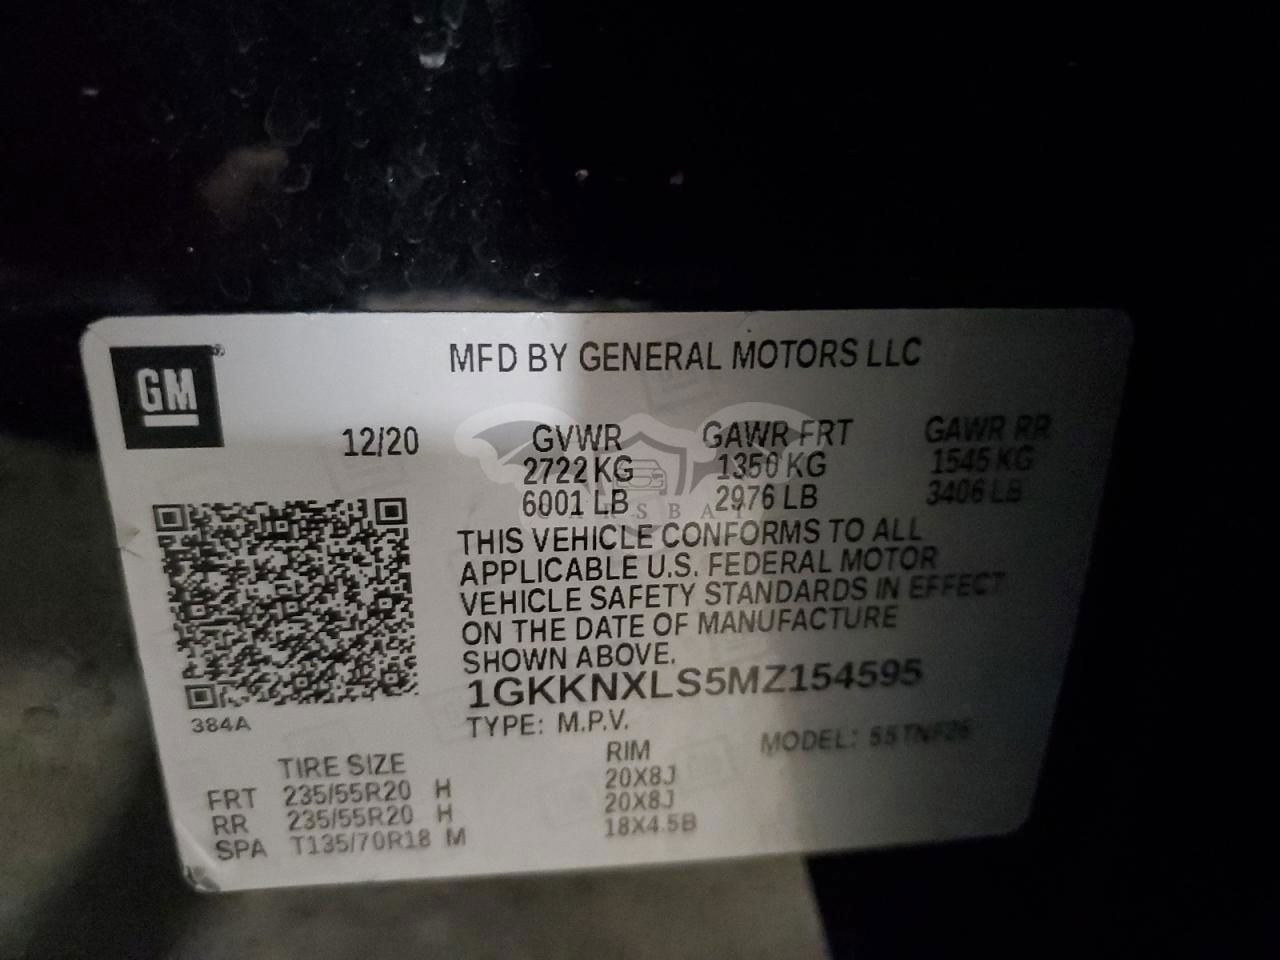 GM
MFD BY GENERAL MOTORS LLC
12/20 GVWR GAWR FRT GAWR RR
2722 KG 1350 KG 1545 KG
6001 LB 2976 LB 3406 LB
THIS VEHICLE CONFORMS TO ALL
APPLICABLE U.S. FEDERAL MOTOR
VEHICLE SAFETY STANDARDS IN EFFECT
ON THE DATE OF MANUFACTURE
SHOWN ABOVE.
1GKKNXLS5MZ154595
384A
TYPE: M.P.V. MODEL:
TIRE SIZE RIM
FRT 235/55R20 H 20X8J
RR 235/55R20 H 20X8J
SPA T135/70R18 M 18X4.5B